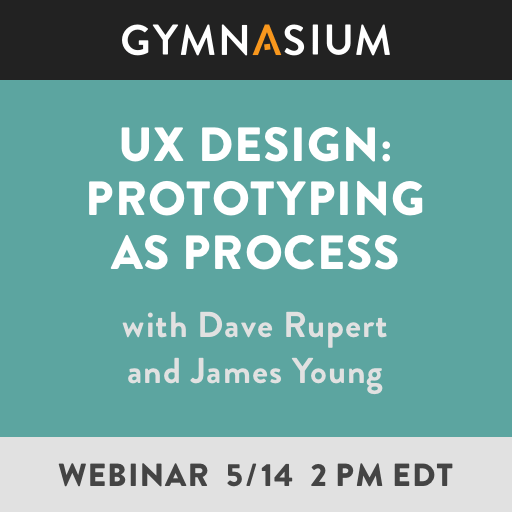 GYMNASIUM
UX DESIGN:
PROTOTYPING
AS PROCESS
with Dave Rupert
and James Young
WEBINAR 5/14 2 PM EDT